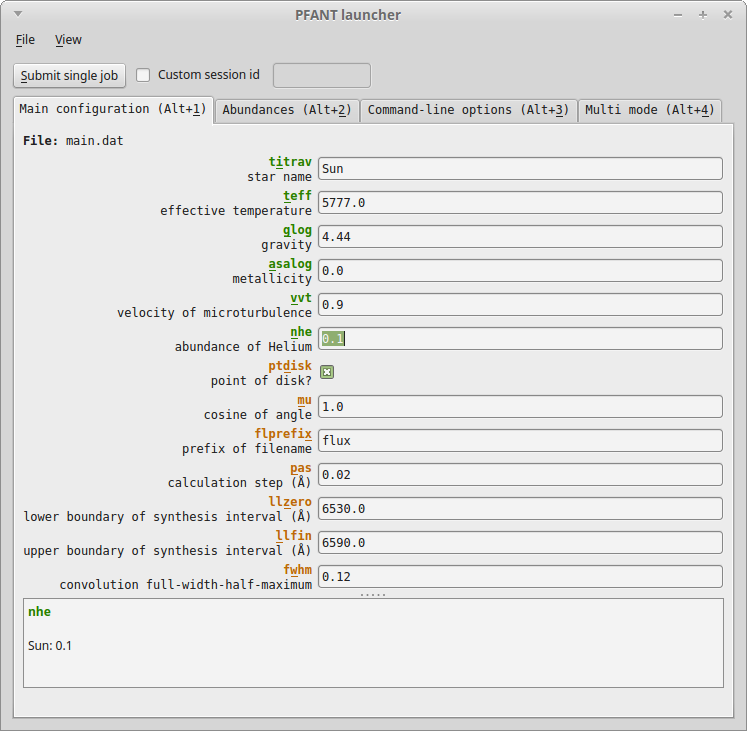 PFANT launcher
File View
Submit single job Custom session id
Main configuration (Alt+1) Abundances (Alt+2) Command-line options (Alt+3) Multi mode (Alt+4)
File: main.dat
titrav
star name Sun
teff
effective temperature 5777.0
glog
gravity 4.44
asalog
metallicity 0.0
vvt
velocity of microturbulence 0.9
nhe
abundance of Helium 0.1
ptdisk
point of disk?
mu
cosine of angle 1.0
flprefix
prefix of filename flux
pas
calculation step (Å) 0.02
llzero
lower boundary of synthesis interval (Å) 6530.0
llfin
upper boundary of synthesis interval (Å) 6590.0
fwhm
convolution full-width-half-maximum 0.12
nhe
Sun: 0.1